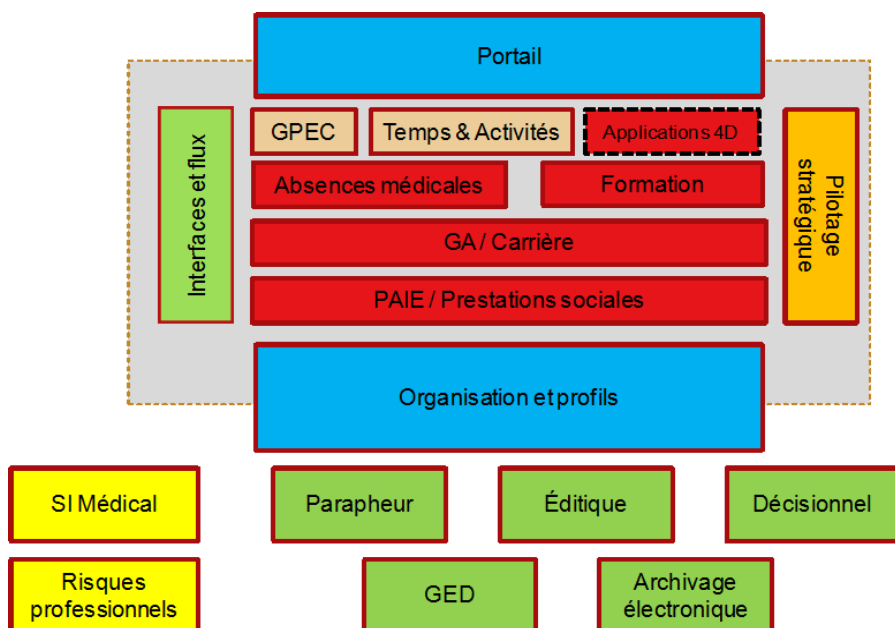 Portail
Interfaces et flux
GPEC
Temps & Activités
Applications 4D
Pilotage
stratégique
Absences médicales
Formation
GA / Carrière
PAIE / Prestations sociales
Organisation et profils
SI Médical
Parapheur
Éditique
Décisionnel
Risques
professionnels
GED
Archivage
électronique